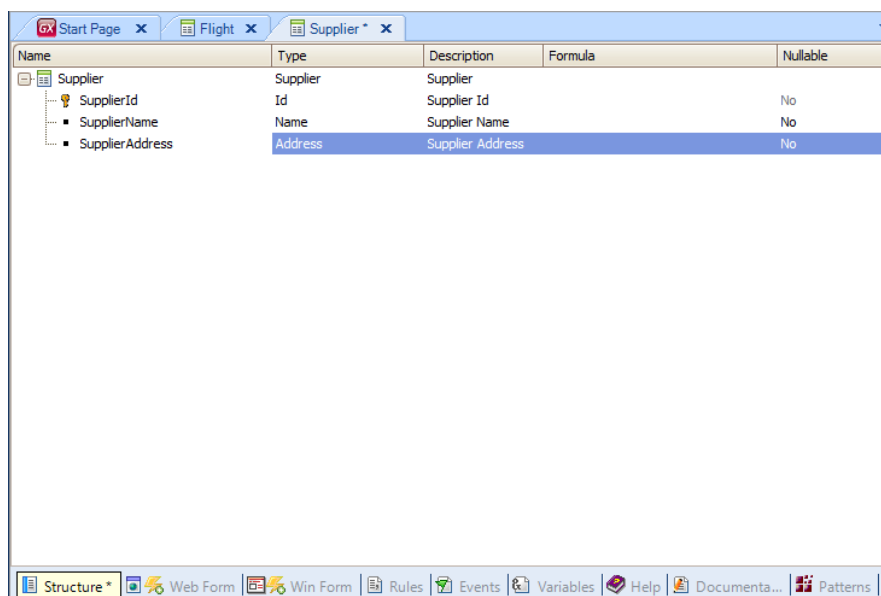 GX Start Page x Flight x Supplier * x
Name Type Description Formula Nullable
Supplier Supplier Supplier
SupplierId Id Supplier Id No
SupplierName Name Supplier Name No
SupplierAddress Address Supplier Address No
Structure * Web Form Win Form Rules Events Variables Help Documenta... Patterns